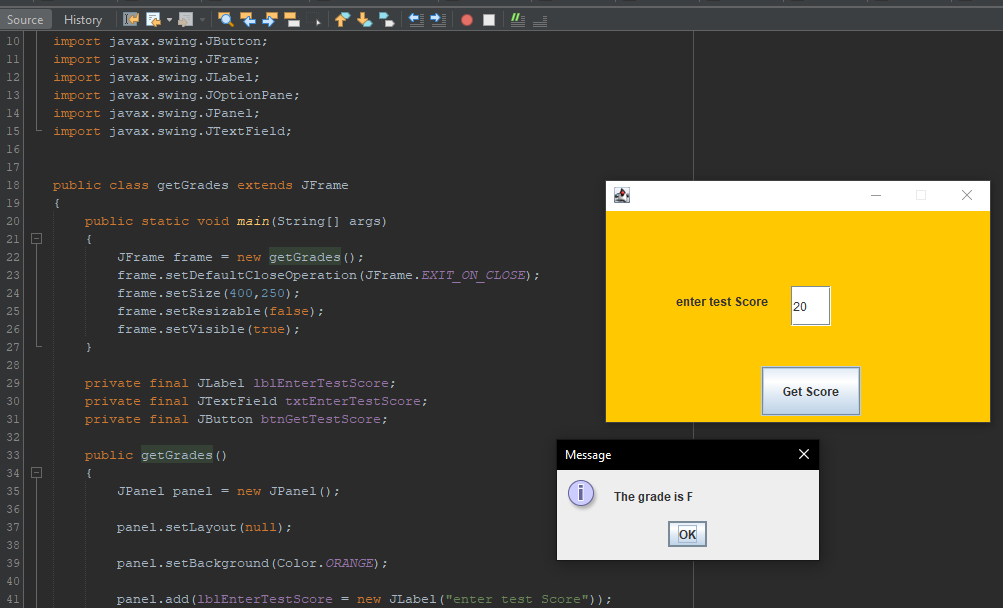 Source History
10 import javax.swing.JButton;
11 import javax.swing.JFrame;
12 import javax.swing.JLabel;
13 import javax.swing.JOptionPane;
14 import javax.swing.JPanel;
15 import javax.swing.JTextField;
16
17
18 public class getGrades extends JFrame
19 {
20 public static void main(String[] args)
21 {
22 JFrame frame = new getGrades();
23 frame.setDefaultCloseOperation(JFrame.EXIT_ON_CLOSE);
24 frame.setSize(400,250);
25 frame.setResizable(false);
26 frame.setVisible(true);
27 }
28
29 private final JLabel lblEnterTestScore;
30 private final JTextField txtEnterTestScore;
31 private final JButton btnGetTestScore;
32
33 public getGrades()
34 {
35 JPanel panel = new JPanel();
36
37 panel.setLayout(null);
38
39 panel.setBackground(Color.ORANGE);
40
41 panel.add(lblEnterTestScore = new JLabel("enter test Score"));
enter test Score 20
Get Score
Message
The grade is F
OK